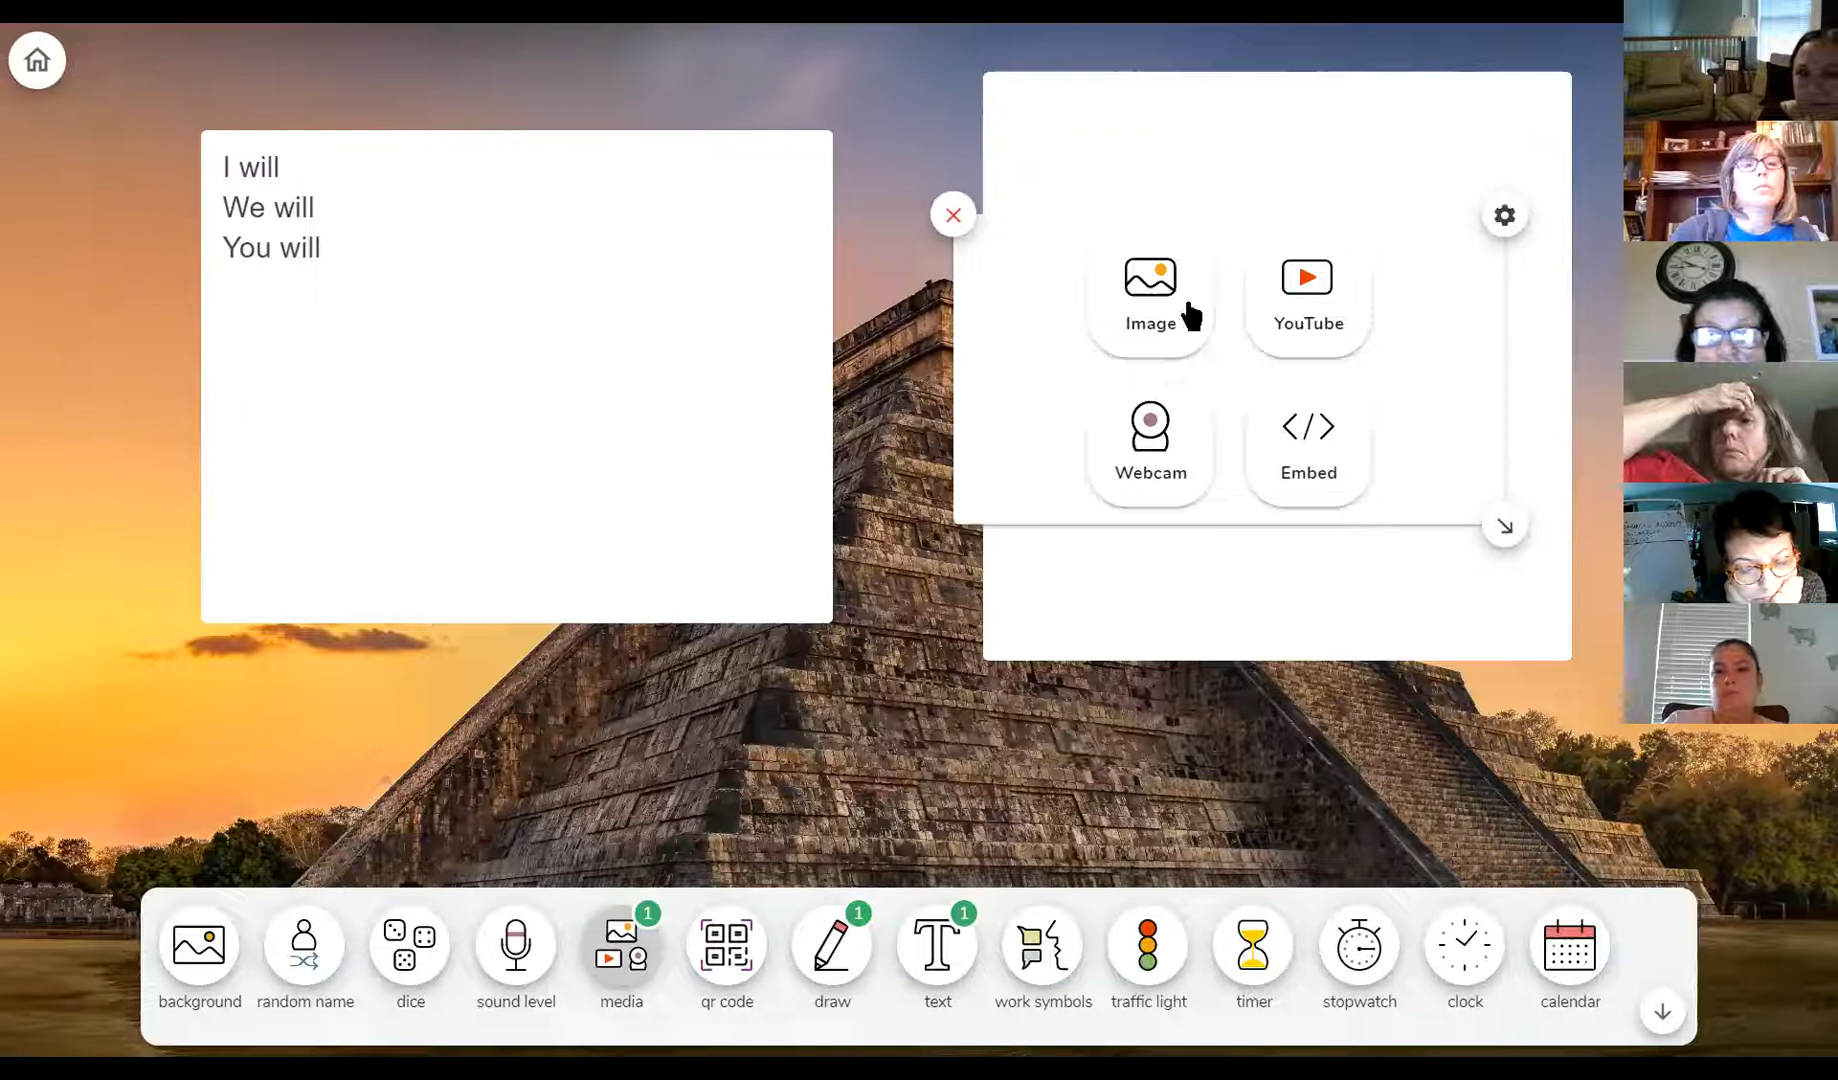 I will
We will
You will
Image
YouTube
Webcam
</> Embed
1
1
1
background
random name
dice
sound level
media
qr code
draw
text
work symbols
traffic light
timer
stopwatch
clock
calendar